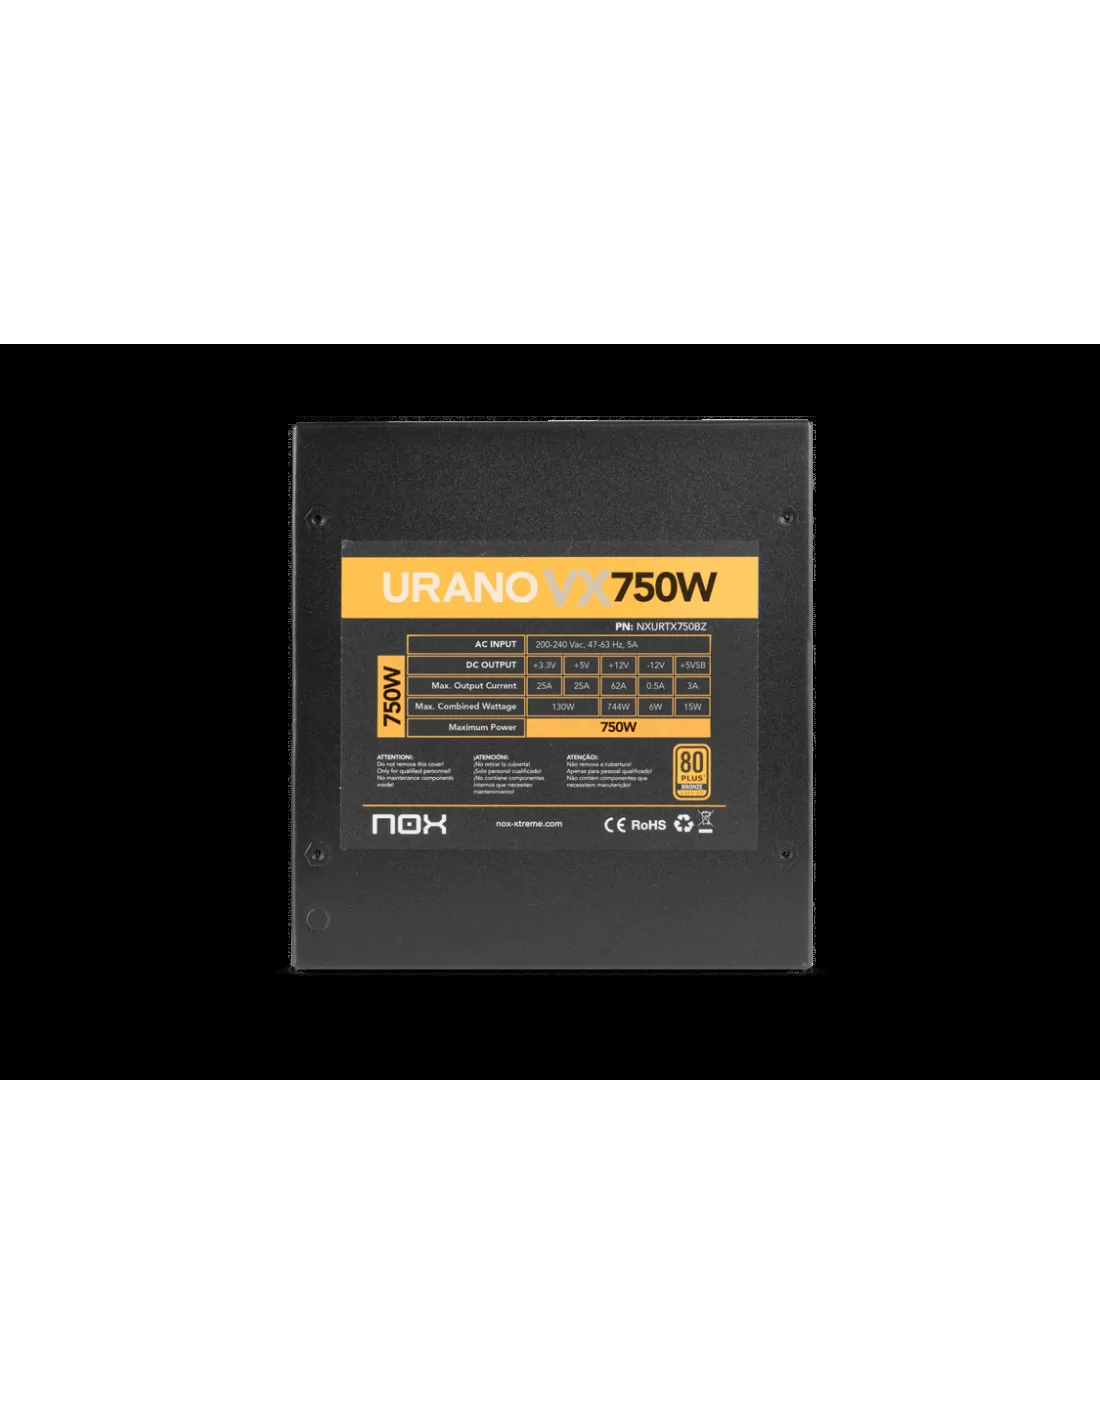 URANO VX 750W
PN: NXURTX750BZ
750W
AC INPUT 200-240 Vac, 47-63 Hz, 5A
DC OUTPUT +3.3V +5V +12V -12V +5VSB
Max. Output Current 25A 25A 62A 0.5A 3A
Max. Combined Wattage 130W 744W 6W 15W
Maximum Power 750W
ATTENTION!:
Do not remove this cover!
Only for qualified personnel!
No maintenance components
inside!
¡ATENCIÓN!:
¡No retirar la cubierta!
¡Solo personal cualificado!
¡No contiene componentes
internos que necesiten
mantenimiento!
ATENÇÃO!:
Não remova a cobertura!
Apenas para pessoal qualificado!
Não contém componentes que
necessitem manutenção!
80
PLUS
BRONZE
nox
nox-xtreme.com
CE RoHS